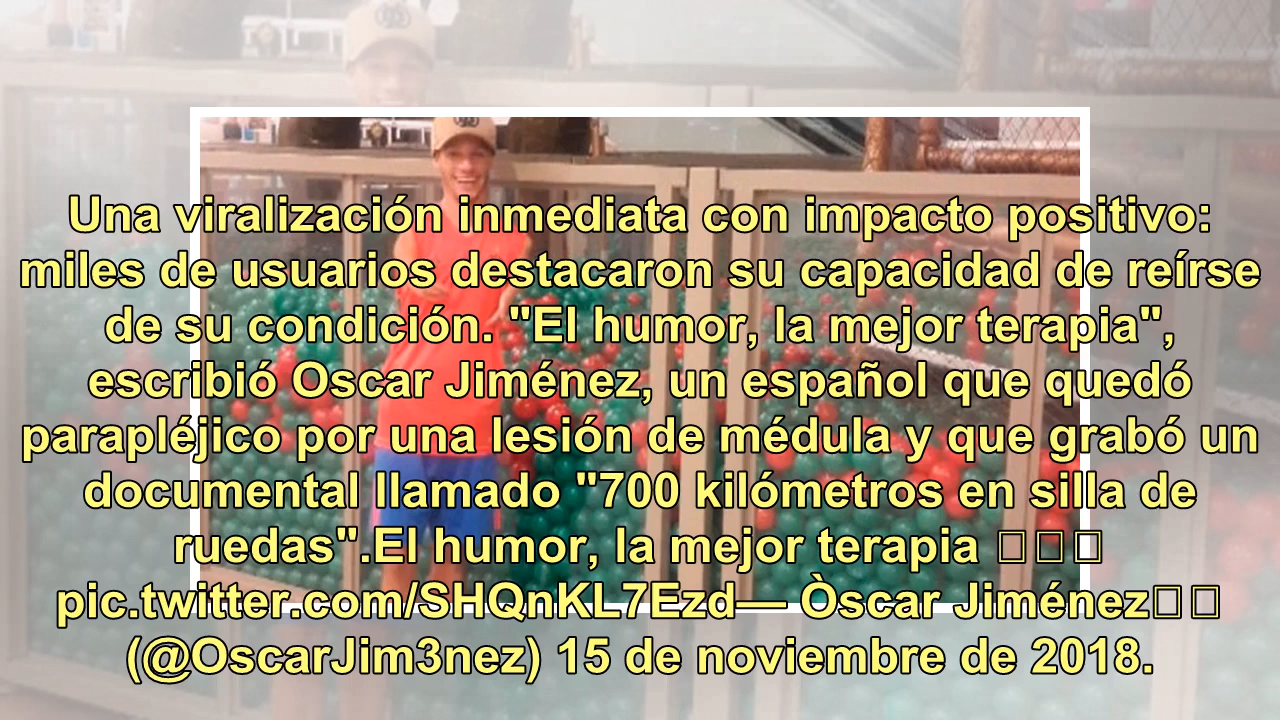 Una viralización inmediata con impacto positivo:
miles de usuarios destacaron su capacidad de reírse
de su condición. "El humor, la mejor terapia",
escribió Oscar Jiménez, un español que quedó
parapléjico por una lesión de médula y que grabó un
documental llamado "700 kilómetros en silla de
ruedas".El humor, la mejor terapia □□□
pic.twitter.com/SHQnKL7Ezd— Òscar Jiménez□□
(@OscarJim3nez) 15 de noviembre de 2018.